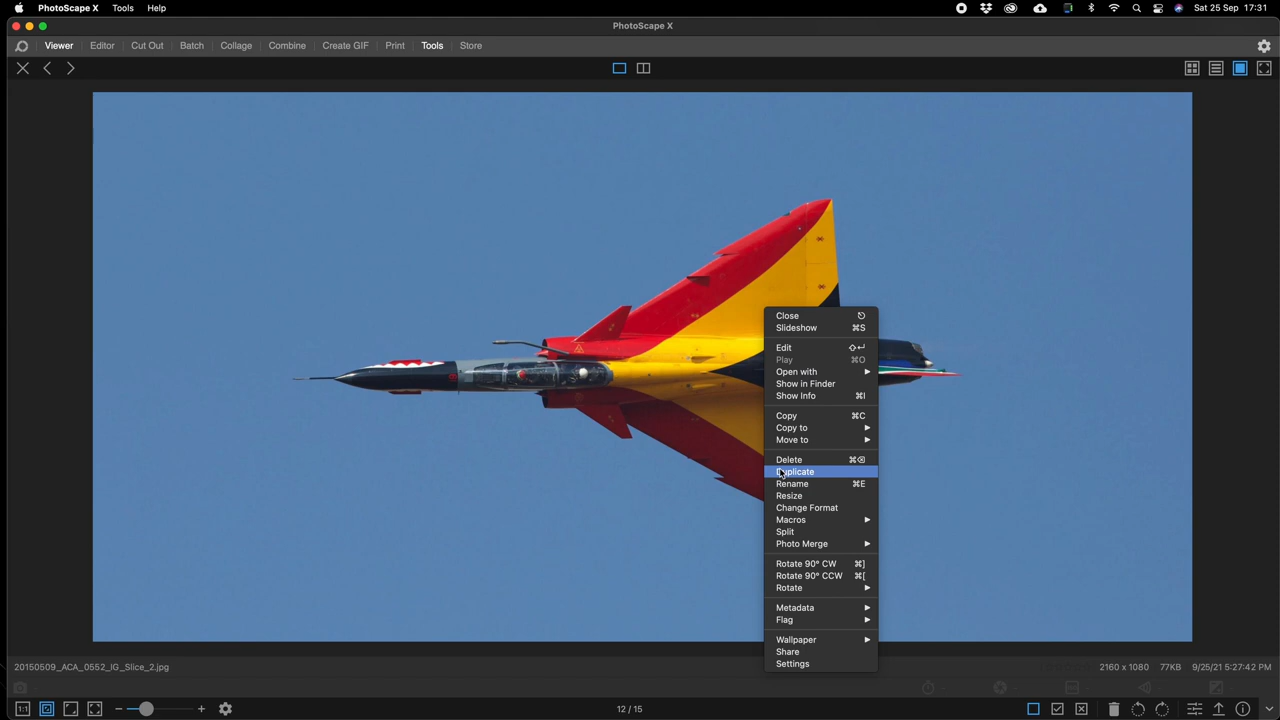 PhotoScape X Tools Help Sat 25 Sep 17:31
PhotoScape X
Viewer Editor Cut Out Batch Collage Combine Create GIF Print Tools Store
Close
Slideshow ⌘S
Edit ⇧↩
Play ⌘O
Open with
Show in Finder
Show Info ⌘I
Copy ⌘C
Copy to
Move to
Delete ⌘⌫
Duplicate
Rename ⌘E
Resize
Change Format
Macros
Split
Photo Merge
Rotate 90° CW ⌘]
Rotate 90° CCW ⌘[
Rotate
Metadata
Flag
Wallpaper
Share
Settings
20150509_ACA_0552_IG_Slice_2.jpg 2160 x 1080 77KB 9/25/21 5:27:42 PM
1:1 12 / 15